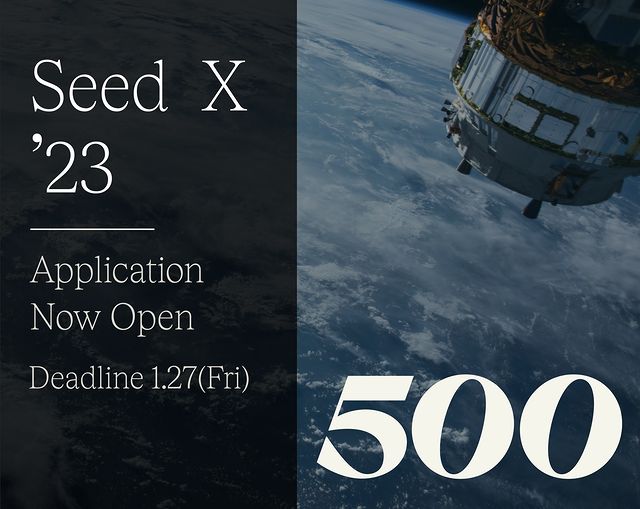 Seed X
’23
Application
Now Open
Deadline 1.27(Fri)
500